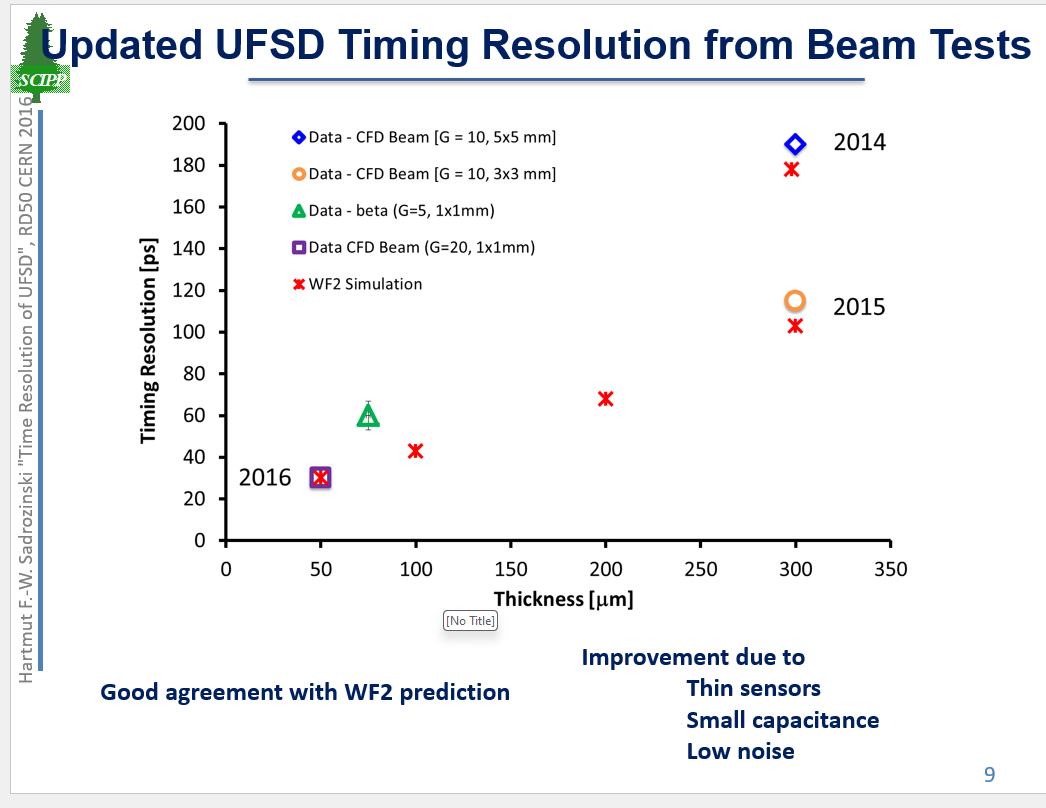 Updated UFSD Timing Resolution from Beam Tests
SCIPP
Hartmut F.-W. Sadrozinski "Time Resolution of UFSD", RD50 CERN 2016
200
180
160
140
120
100
80
60
40
20
0
Timing Resolution [ps]
Data - CFD Beam [G = 10, 5x5 mm]
Data - CFD Beam [G = 10, 3x3 mm]
Data - beta (G=5, 1x1mm)
Data CFD Beam (G=20, 1x1mm)
WF2 Simulation
2014
2015
2016
0 50 100 150 200 250 300 350
Thickness [μm]
[No Title]
Improvement due to
Thin sensors
Small capacitance
Low noise
Good agreement with WF2 prediction
9